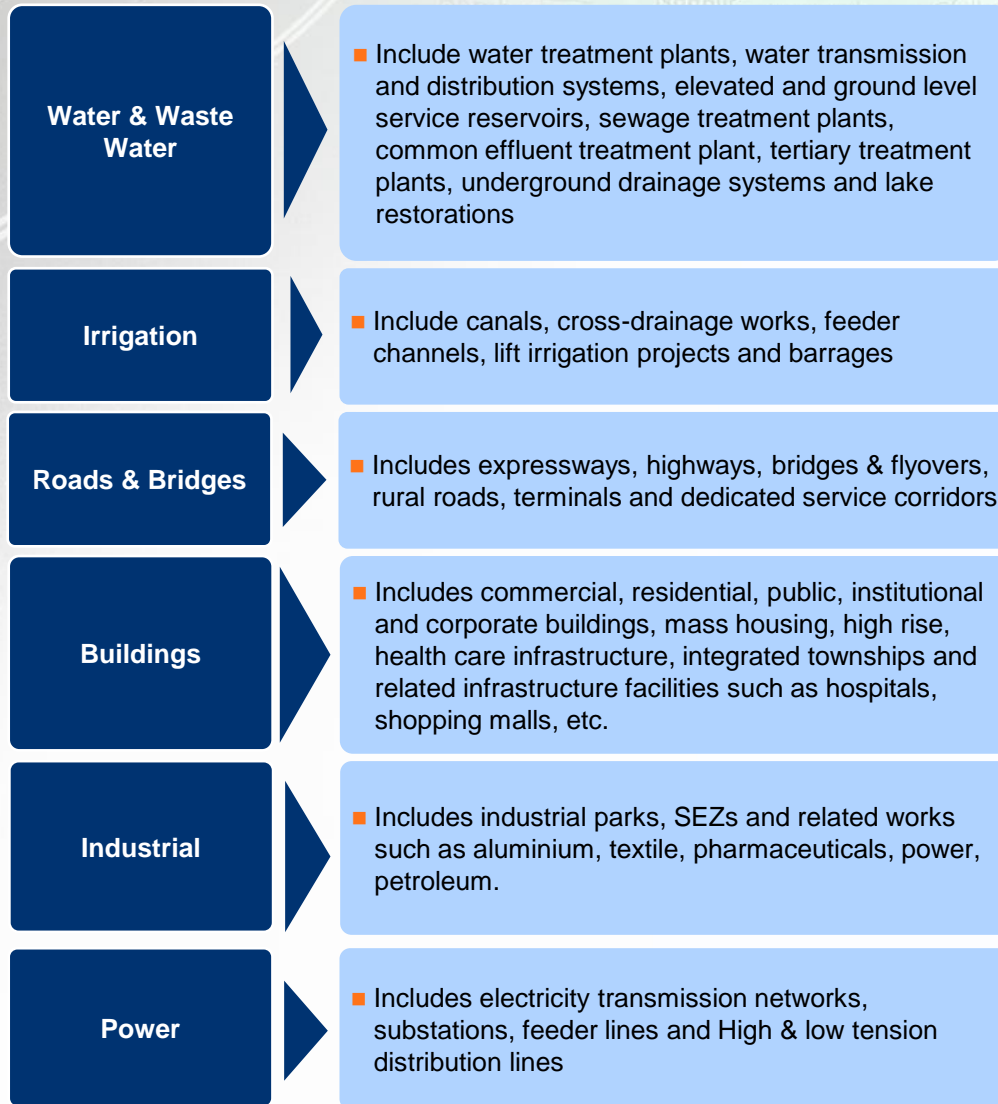 Water & Waste
Water
■ Include water treatment plants, water transmission
and distribution systems, elevated and ground level
service reservoirs, sewage treatment plants,
common effluent treatment plant, tertiary treatment
plants, underground drainage systems and lake
restorations
Irrigation
■ Include canals, cross-drainage works, feeder
channels, lift irrigation projects and barrages
Roads & Bridges
■ Includes expressways, highways, bridges & flyovers,
rural roads, terminals and dedicated service corridors
Buildings
■ Includes commercial, residential, public, institutional
and corporate buildings, mass housing, high rise,
health care infrastructure, integrated townships and
related infrastructure facilities such as hospitals,
shopping malls, etc.
Industrial
■ Includes industrial parks, SEZs and related works
such as aluminium, textile, pharmaceuticals, power,
petroleum.
Power
■ Includes electricity transmission networks,
substations, feeder lines and High & low tension
distribution lines